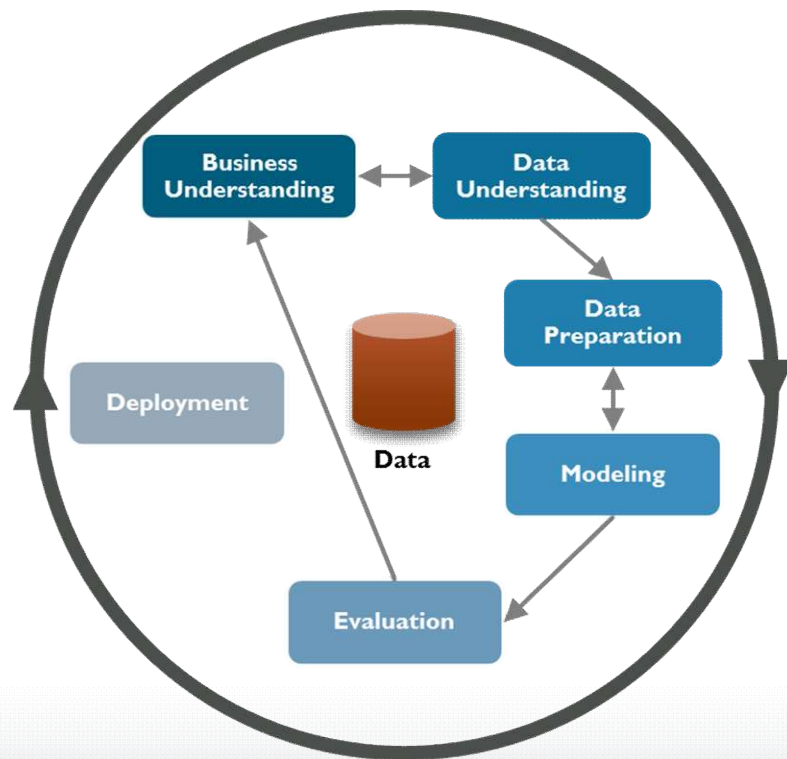 Business
Understanding
Data
Understanding
Data
Preparation
Deployment
Data
Modeling
Evaluation